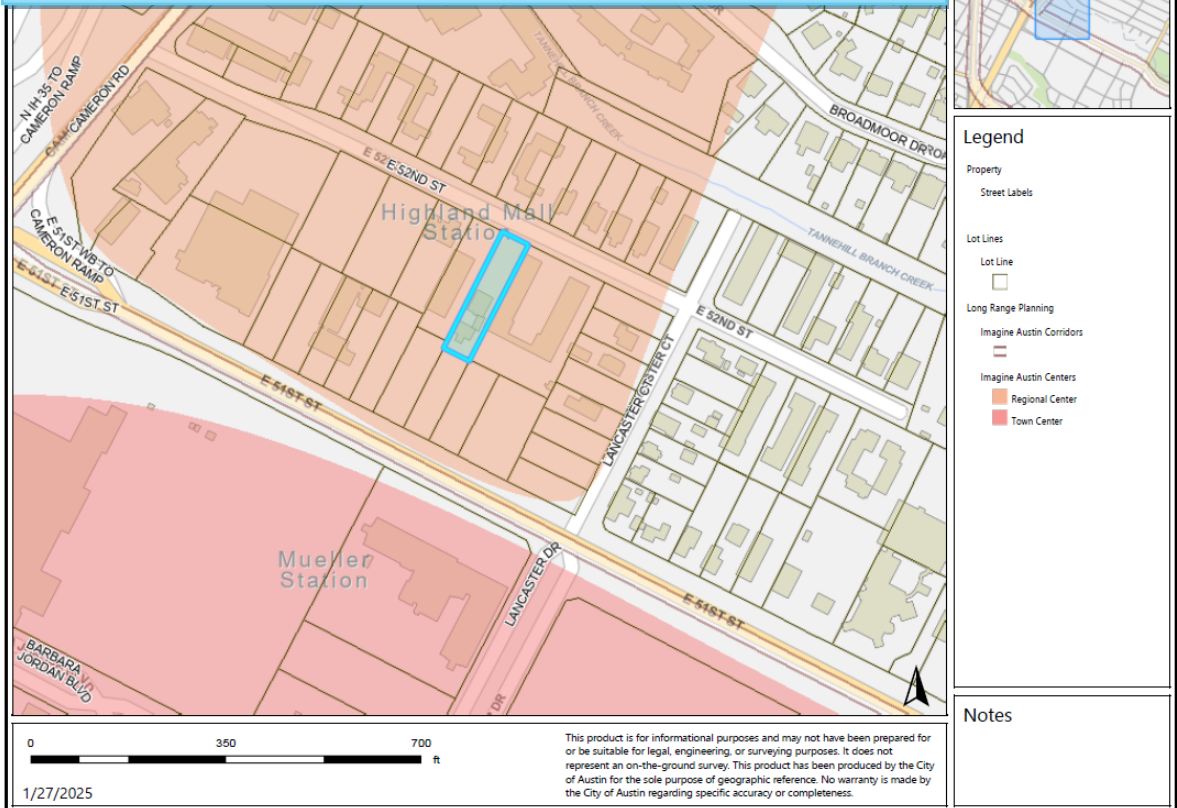 N IH 35 TO
CAMERON RAMP
CAMERON RD
E 51ST WB TO
CAMERON RAMP
E 51ST ST
E 51ST ST
E 52ND ST
TANNEHILL BRANCH CREEK
BROADMOOR DR
Highland Mall
Station
TANNEHILL BRANCH CREEK
E 52ND ST
LANCASTER CT
E 51ST ST
Mueller
Station
LANCASTER DR
E 51ST ST
BARBARA
JORDAN BLVD
DR
Legend
Property
Street Labels
Lot Lines
Lot Line
Long Range Planning
Imagine Austin Corridors
Imagine Austin Centers
Regional Center
Town Center
Notes
0 350 700
ft
1/27/2025
This product is for informational purposes and may not have been prepared for
or be suitable for legal, engineering, or surveying purposes. It does not
represent an on-the-ground survey. This product has been produced by the City
of Austin for the sole purpose of geographic reference. No warranty is made by
the City of Austin regarding specific accuracy or completeness.